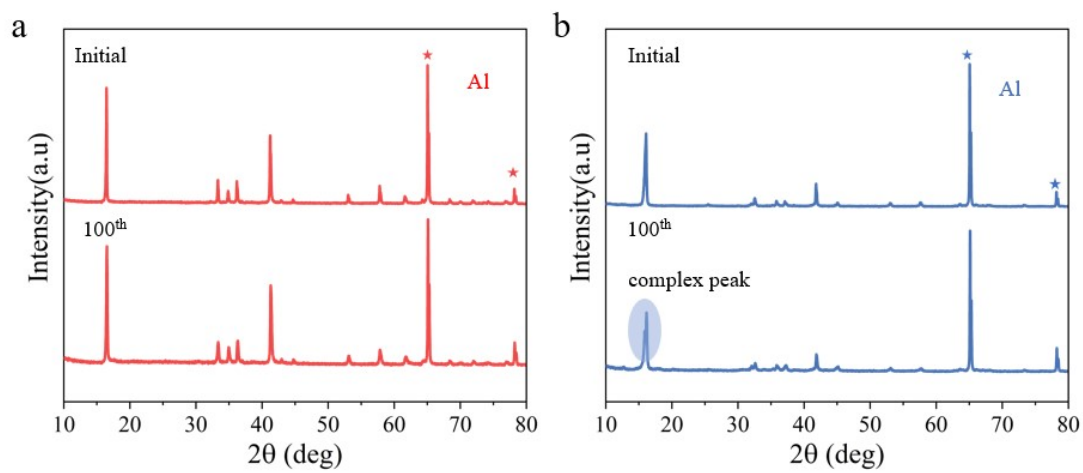 a
Initial
Al
100th
Intensity(a.u)
10 20 30 40 50 60 70 80
2θ (deg)
b
Initial
Al
100th
complex peak
Intensity(a.u)
10 20 30 40 50 60 70 80
2θ (deg)